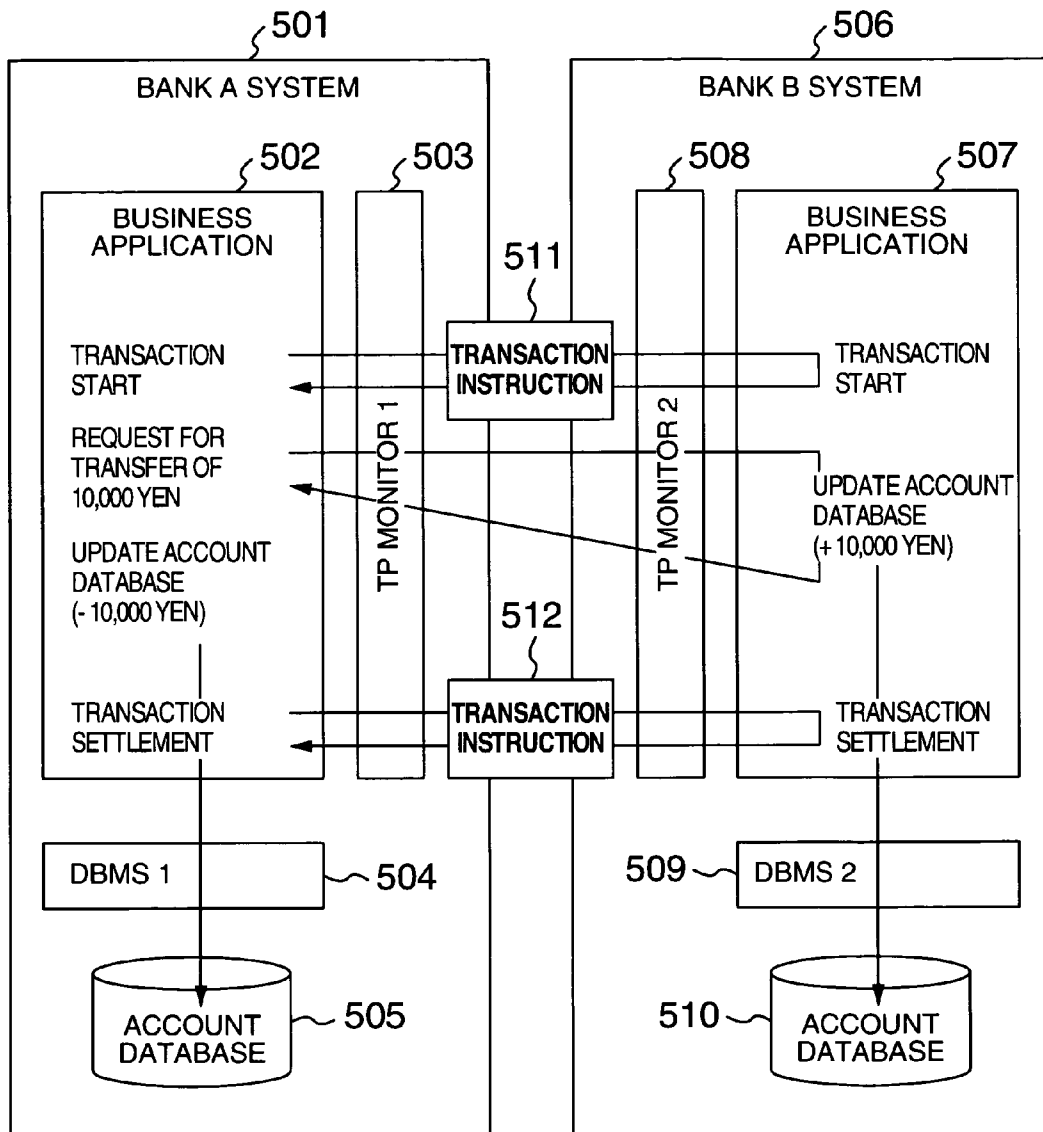 501
506
BANK A SYSTEM
BANK B SYSTEM
502
503
508
507
BUSINESS
APPLICATION
BUSINESS
APPLICATION
511
TRANSACTION
START
TRANSACTION
INSTRUCTION
TRANSACTION
START
REQUEST FOR
TRANSFER OF
10,000 YEN
TP MONITOR 1
TP MONITOR 2
UPDATE ACCOUNT
DATABASE
(+ 10,000 YEN)
UPDATE ACCOUNT
DATABASE
(- 10,000 YEN)
512
TRANSACTION
SETTLEMENT
TRANSACTION
INSTRUCTION
TRANSACTION
SETTLEMENT
DBMS 1
504
509
DBMS 2
ACCOUNT
DATABASE
505
510
ACCOUNT
DATABASE